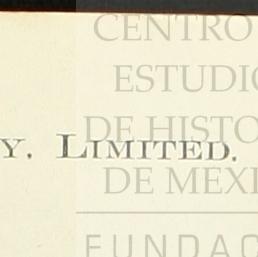 CENTRO
ESTUDIO
DE HISTO
Y. LIMITED.
DE MEXI
FUNDAC